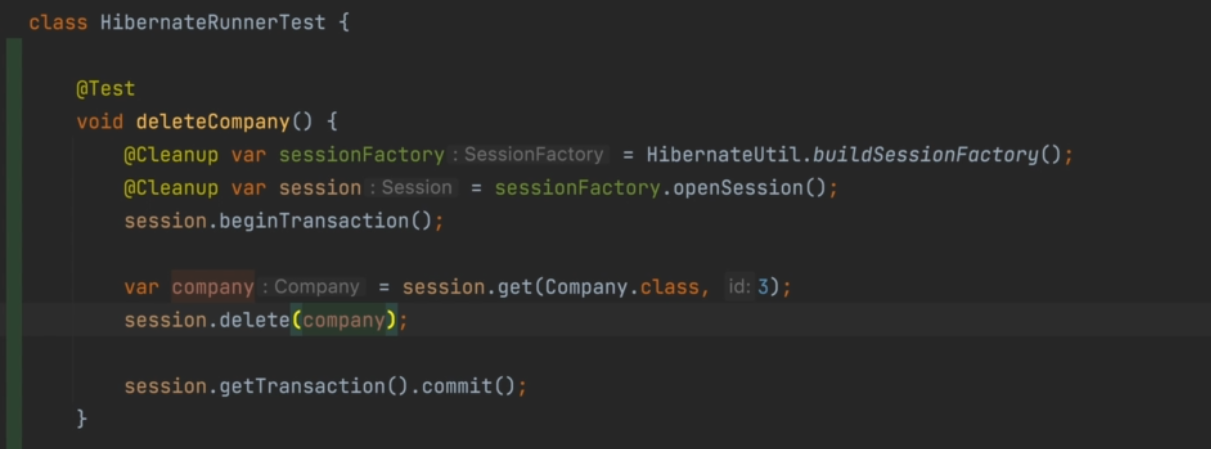 class HibernateRunnerTest {
@Test
void deleteCompany() {
@Cleanup var sessionFactory : SessionFactory = HibernateUtil.buildSessionFactory();
@Cleanup var session : Session = sessionFactory.openSession();
session.beginTransaction();
var company : Company = session.get(Company.class, id: 3);
session.delete(company);
session.getTransaction().commit();
}